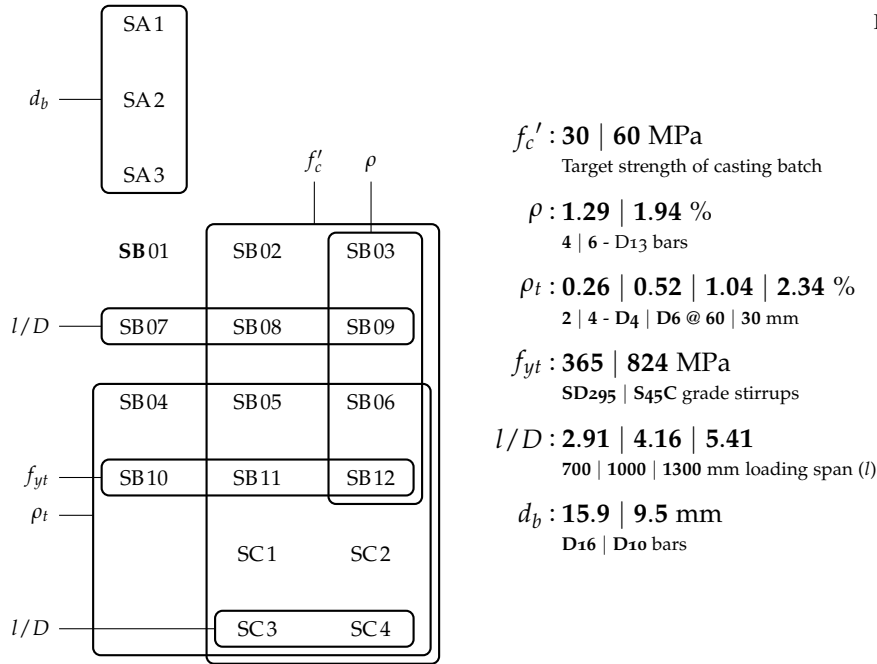 SA1
d_b SA2
SA3
f_c′ ρ
SB01 SB02 SB03
l/D SB07 SB08 SB09
SB04 SB05 SB06
f_yt SB10 SB11 SB12
ρ_t
SC1 SC2
l/D SC3 SC4
f_c′ : 30 | 60 MPa
Target strength of casting batch
ρ : 1.29 | 1.94 %
4 | 6 - D13 bars
ρ_t : 0.26 | 0.52 | 1.04 | 2.34 %
2 | 4 - D4 | D6 @ 60 | 30 mm
f_yt : 365 | 824 MPa
SD295 | S45C grade stirrups
l/D : 2.91 | 4.16 | 5.41
700 | 1000 | 1300 mm loading span (l)
d_b : 15.9 | 9.5 mm
D16 | D10 bars